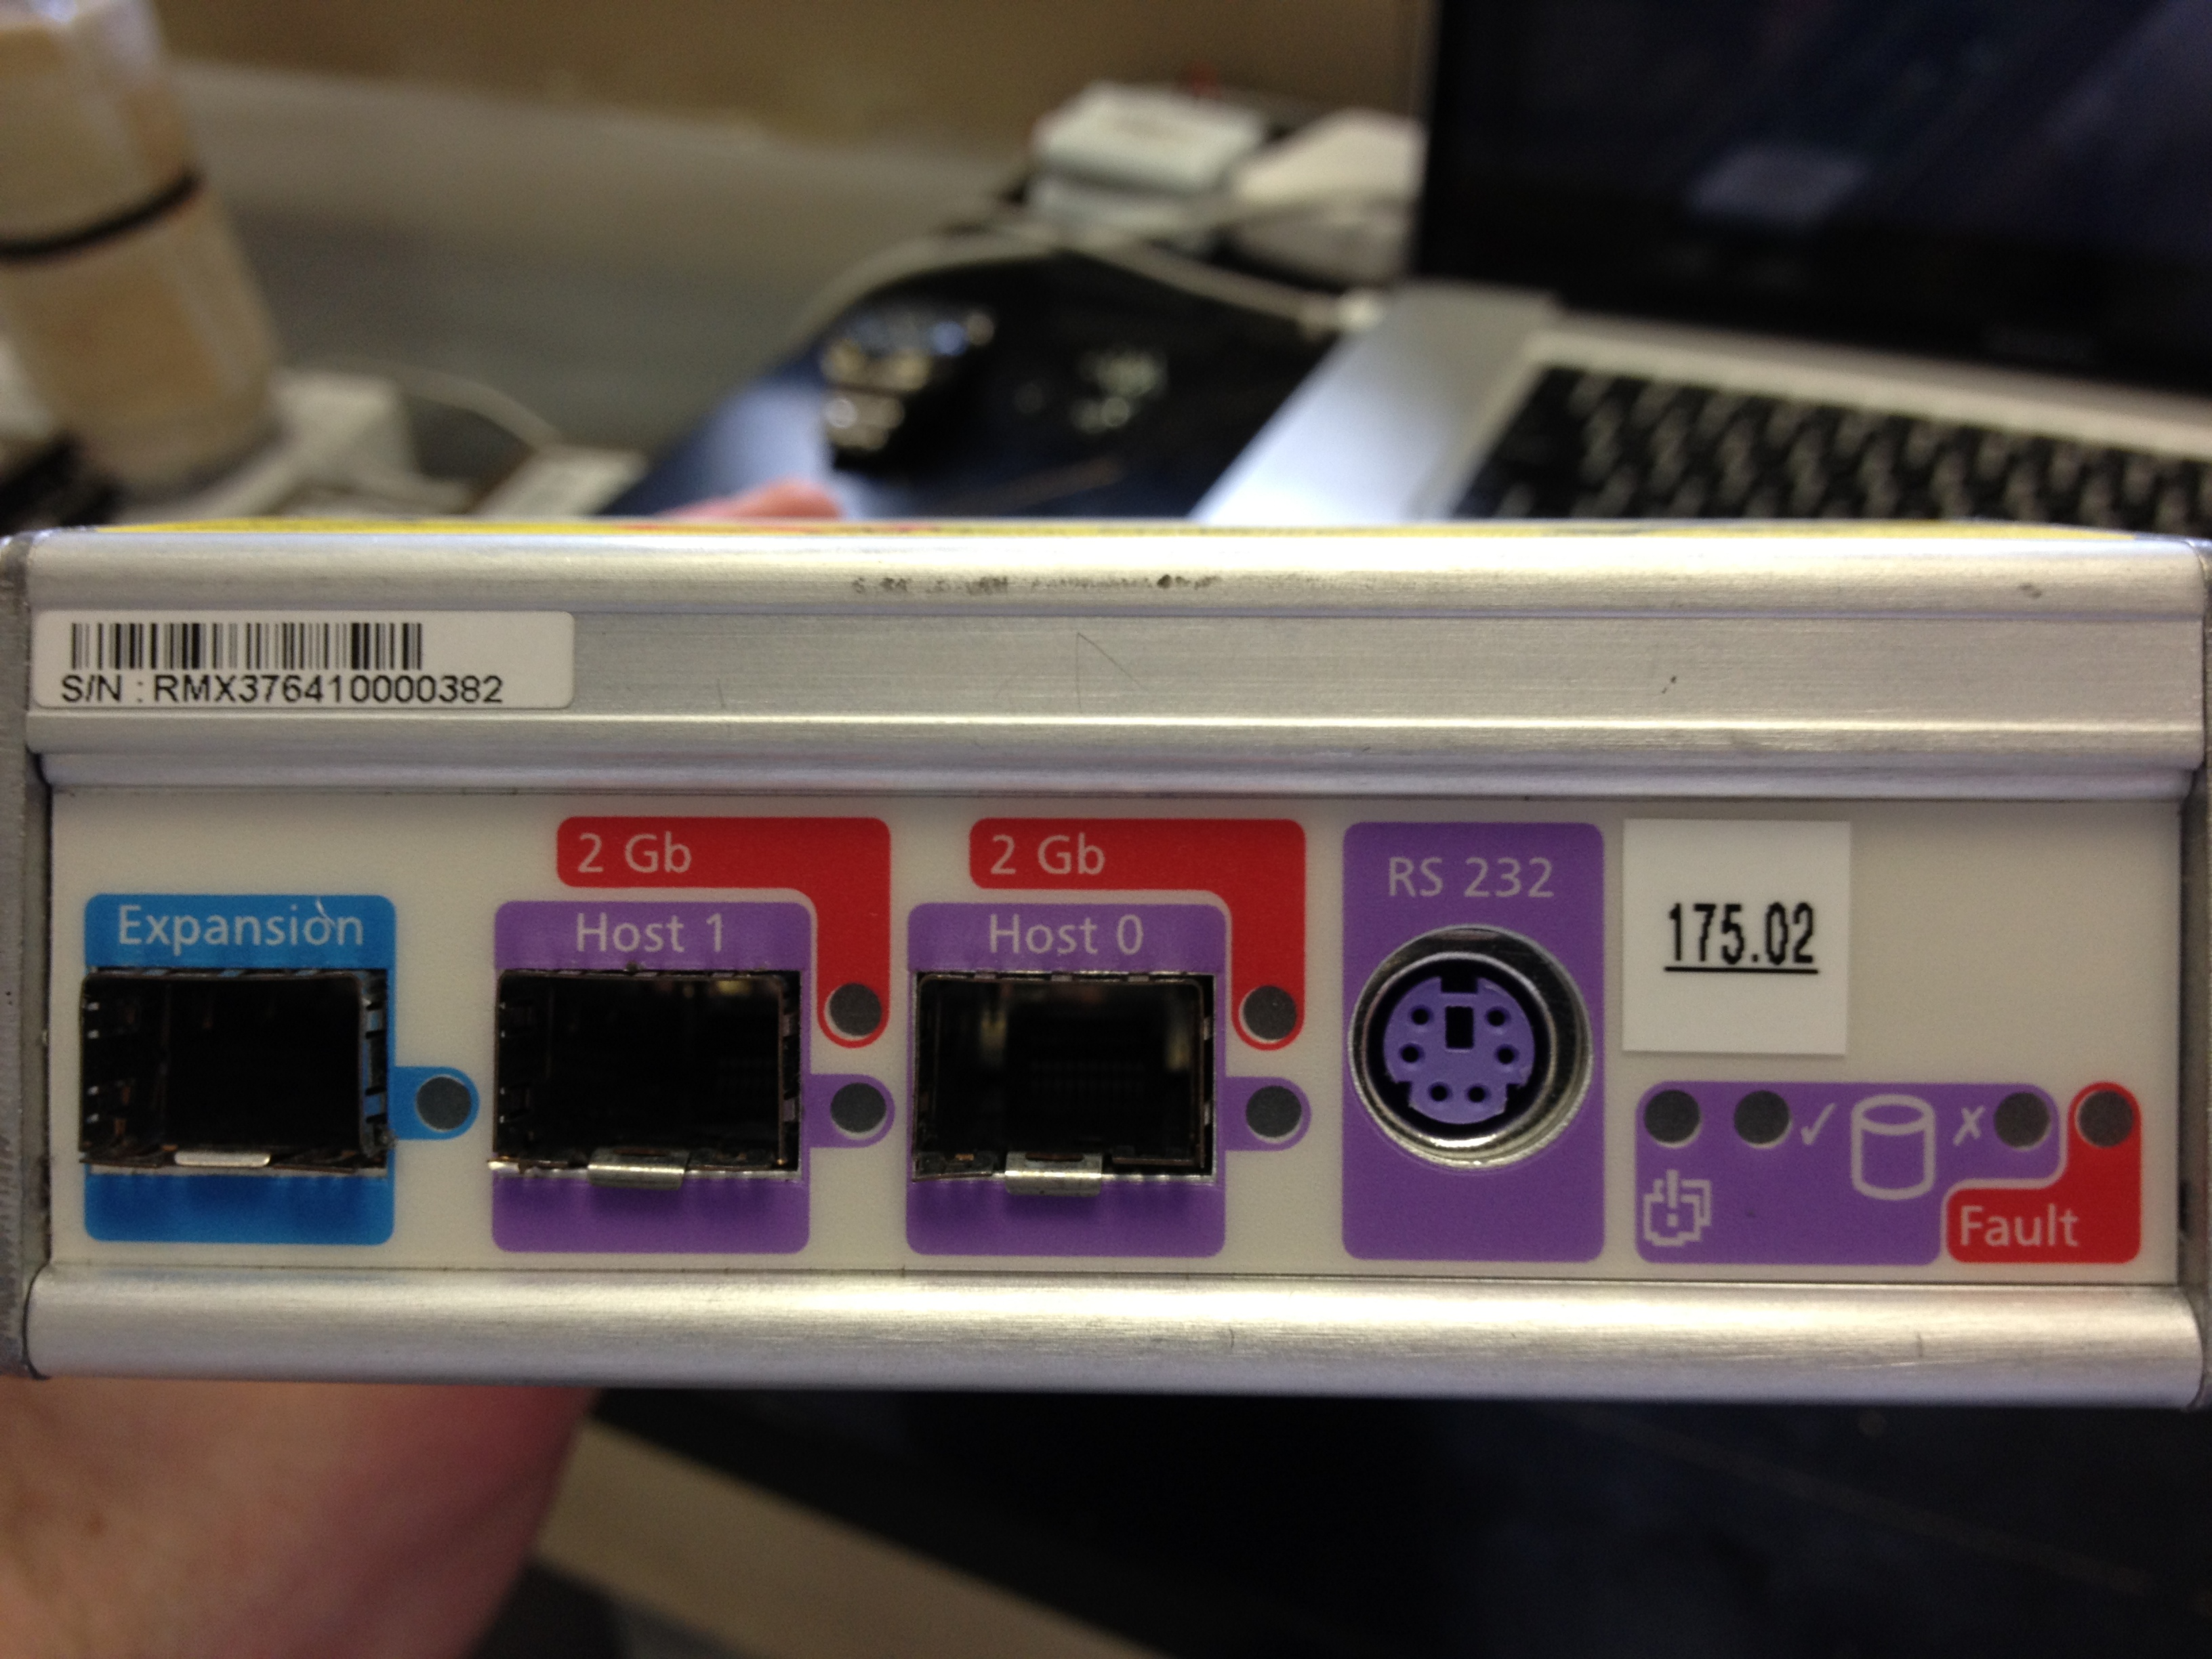 S/N : RMX376410000382
2 Gb
2 Gb
Expansion
Host 1
Host 0
RS 232
175.02
✓
✗
Fault